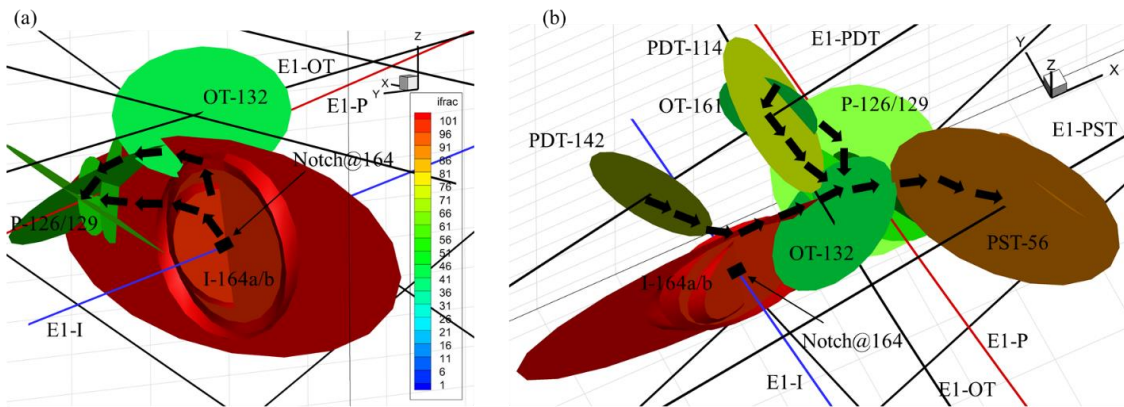 (a)
E1-OT
OT-132
E1-P
Z
X
Y
ifrac
101
96
91
86
81
76
71
66
61
56
51
46
41
36
31
26
21
16
11
6
1
Notch@164
P-126/129
I-164a/b
E1-I
(b)
PDT-114
E1-PDT
Y
Z
X
OT-161
P-126/129
E1-PST
PDT-142
OT-132
PST-56
I-164a/b
Notch@164
E1-P
E1-I
E1-OT